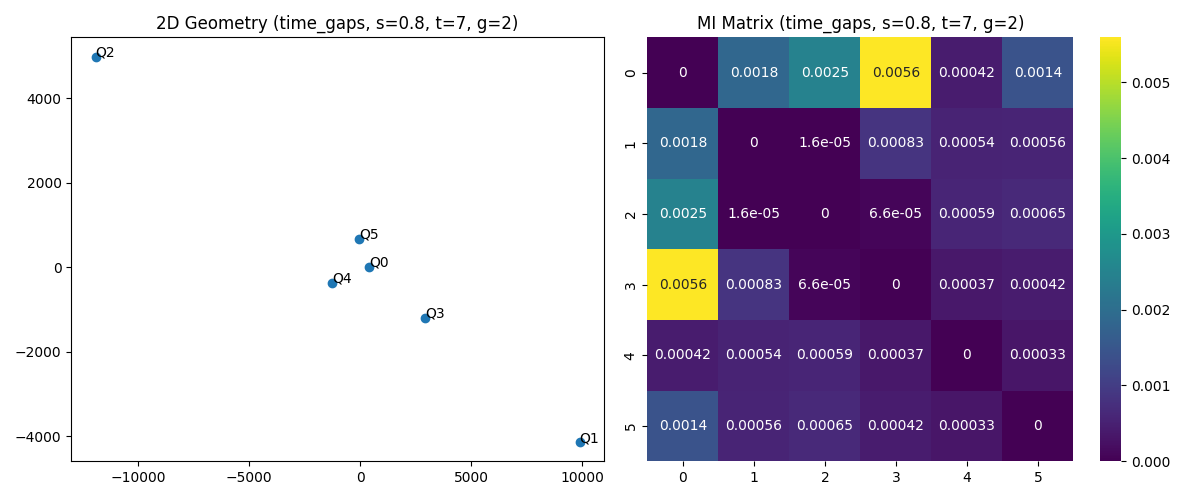 2D Geometry (time_gaps, s=0.8, t=7, g=2)
Q2
Q5
Q0
Q4
Q3
Q1
4000
2000
0
−2000
−4000
−10000 −5000 0 5000 10000
MI Matrix (time_gaps, s=0.8, t=7, g=2)
0 0 0.0018 0.0025 0.0056 0.00042 0.0014
1 0.0018 0 1.6e-05 0.00083 0.00054 0.00056
2 0.0025 1.6e-05 0 6.6e-05 0.00059 0.00065
3 0.0056 0.00083 6.6e-05 0 0.00037 0.00042
4 0.00042 0.00054 0.00059 0.00037 0 0.00033
5 0.0014 0.00056 0.00065 0.00042 0.00033 0
0 1 2 3 4 5
0.005
0.004
0.003
0.002
0.001
0.000